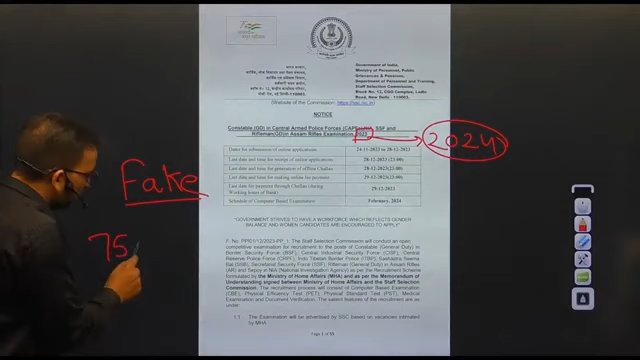 Government of India,
Ministry of Personnel, Public
Grievances & Pensions,
Department of Personnel and Training,
Staff Selection Commission,
Block No. 12, CGO Complex, Lodhi
Road, New Delhi - 110003.
(Website of the Commission: https://ssc.nic.in)
NOTICE
Constable (GD) in Central Armed Police Forces (CAPFs), SSF and
Rifleman(GD)in Assam Rifles Examination, 2023
2024
Dates for submission of online applications 24-11-2023 to 28-12-2023
Last date and time for receipt of online applications 28-12-2023 (23:00)
Last date and time for generation of offline Challan 28-12-2023(23:00)
Last date and time for making online fee payment 29-12-2023(23:00)
Last date for payment through Challan (during
Working hours of Bank) 29-12-2023
Schedule of Computer Based Examination February, 2024
Fake
75
"GOVERNMENT STRIVES TO HAVE A WORKFORCE WHICH REFLECTS GENDER
BALANCE AND WOMEN CANDIDATES ARE ENCOURAGED TO APPLY"
The Staff Selection Commission will conduct an open
competitive examination for recruitment to the posts of Constable (General Duty) in
Border Security Force (BSF), Central Industrial Security Force (CISF), Central
Reserve Police Force (CRPF), Indo Tibetan Border Police (ITBP), Sashastra Seema
Bal (SSB), Secretariat Security Force (SSF), Rifleman (General Duty) in Assam Rifles
(AR) and Sepoy in NIA (National Investigation Agency) as per the Recruitment Scheme
formulated by the Ministry of Home Affairs (MHA) and as per the Memorandum of
Understanding signed between Ministry of Home Affairs and the Staff Selection
Commission. The recruitment process will consist of Computer Based Examination
(CBE), Physical Efficiency Test (PET), Physical Standard Test (PST), Medical
Examination and Document Verification. The salient features of the recruitment are as
under:
1.1 The Examination will be advertised by SSC based on vacancies intimated
by MHA.
Page 1 of